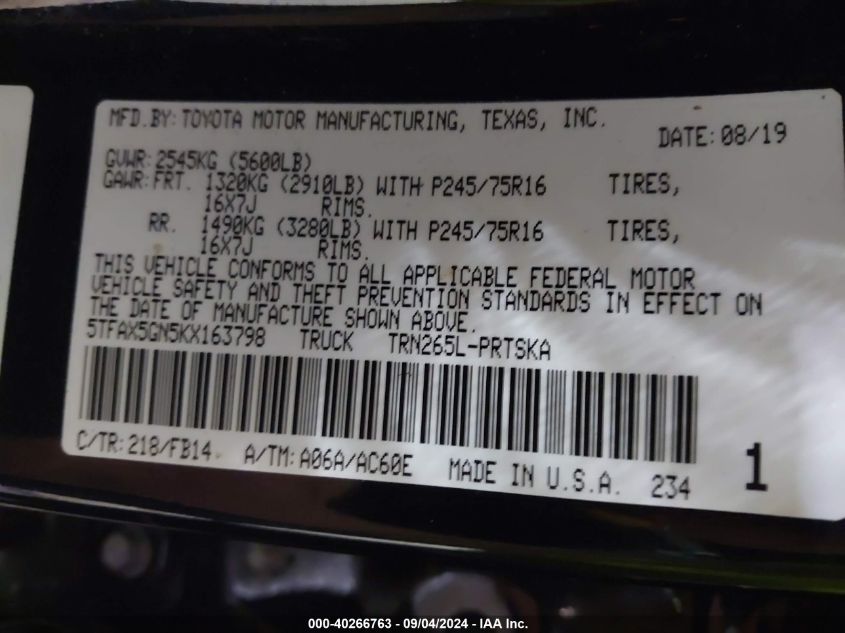 MFD.BY:TOYOTA MOTOR MANUFACTURING, TEXAS, INC.
DATE:08/19
GVWR:2545KG (5600LB)
GAWR:FRT. 1320KG (2910LB) WITH P245/75R16 TIRES,
16X7J RIMS.
RR. 1490KG (3280LB) WITH P245/75R16 TIRES,
16X7J RIMS.
THIS VEHICLE CONFORMS TO ALL APPLICABLE FEDERAL MOTOR
VEHICLE SAFETY AND THEFT PREVENTION STANDARDS IN EFFECT ON
THE DATE OF MANUFACTURE SHOWN ABOVE.
5TFAX5GN5KX163798 TRUCK TRN265L-PRTSKA
C/TR:218/FB14 A/TM:A06A/AC60E MADE IN U.S.A. 234 1
000-40266763 - 09/04/2024 - IAA Inc.